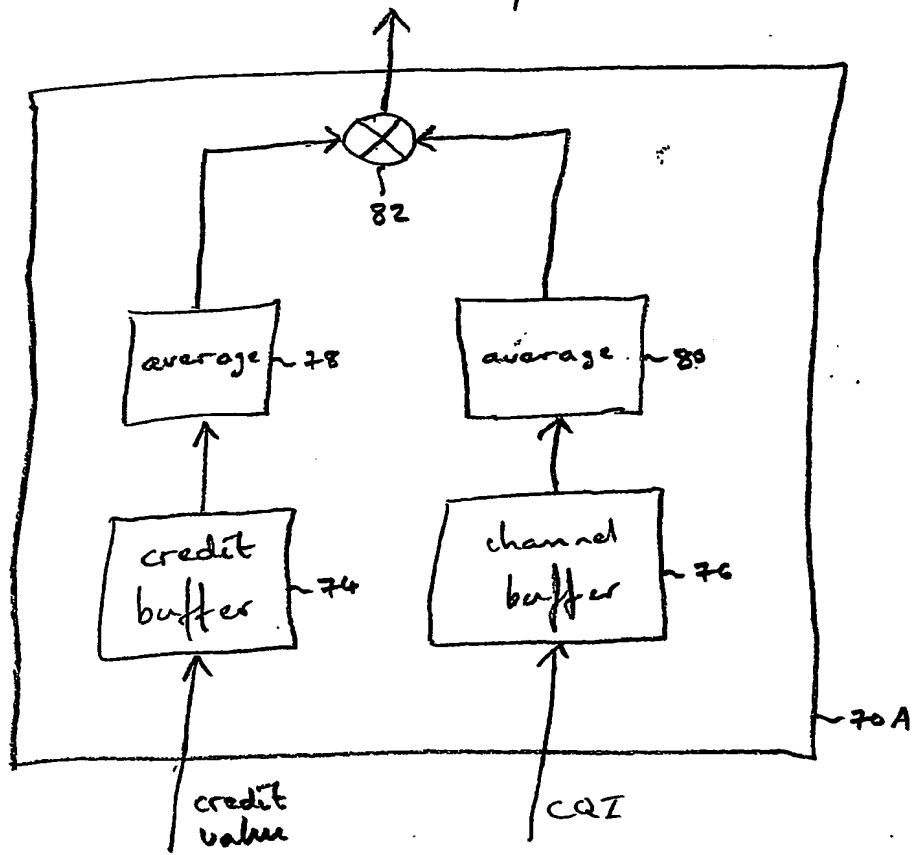 82
average 78
average 80
credit
buffer
74
channel
buffer
76
70A
credit
value
CQI